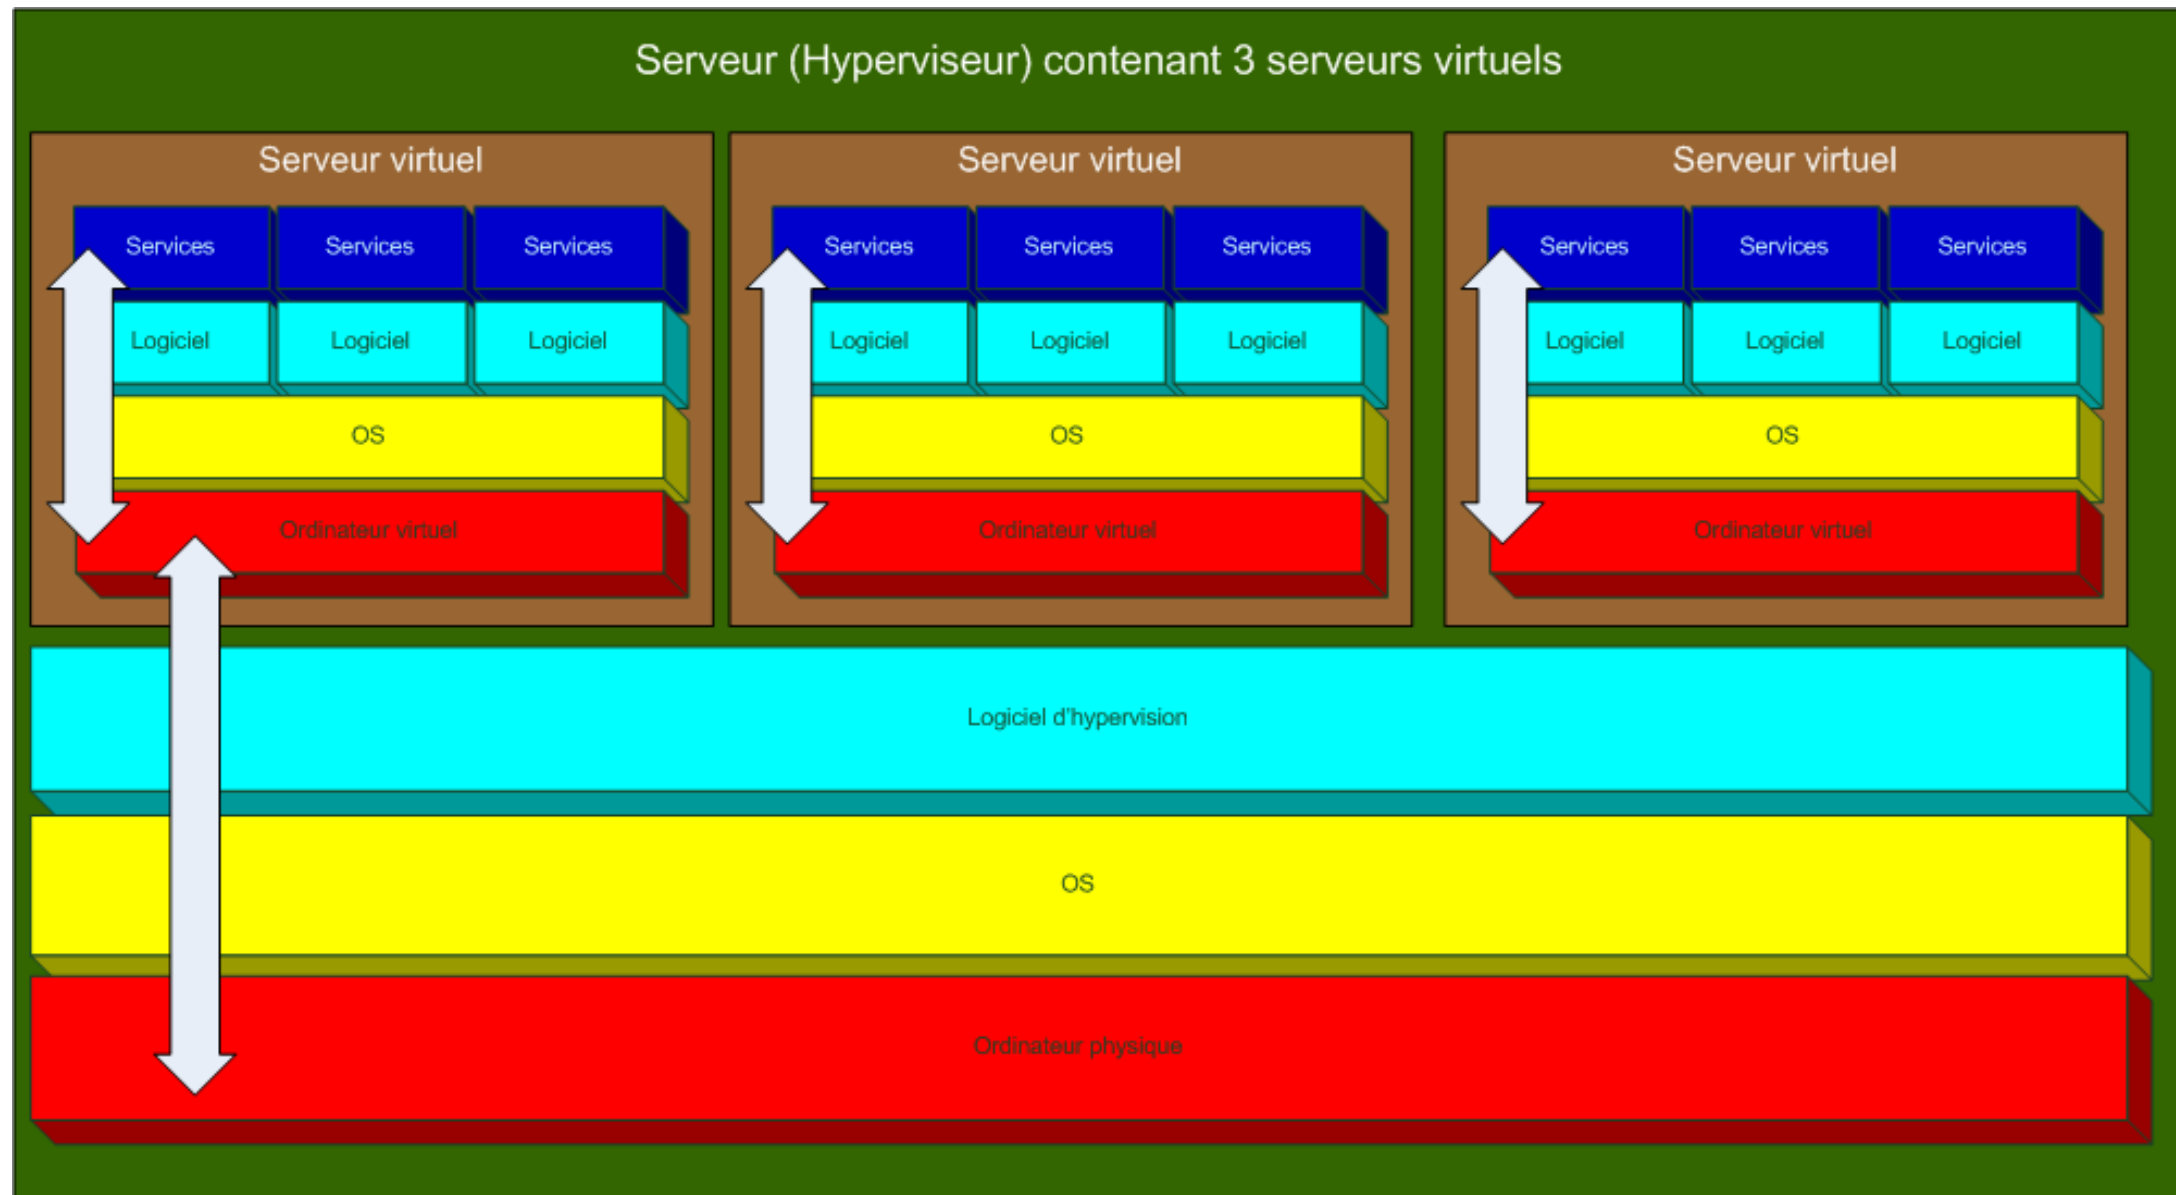 Serveur (Hyperviseur) contenant 3 serveurs virtuels
Serveur virtuel
Services Services Services
Logiciel Logiciel Logiciel
OS
Ordinateur virtuel
Serveur virtuel
Services Services Services
Logiciel Logiciel Logiciel
OS
Ordinateur virtuel
Serveur virtuel
Services Services Services
Logiciel Logiciel Logiciel
OS
Ordinateur virtuel
Logiciel d'hypervision
OS
Ordinateur physique